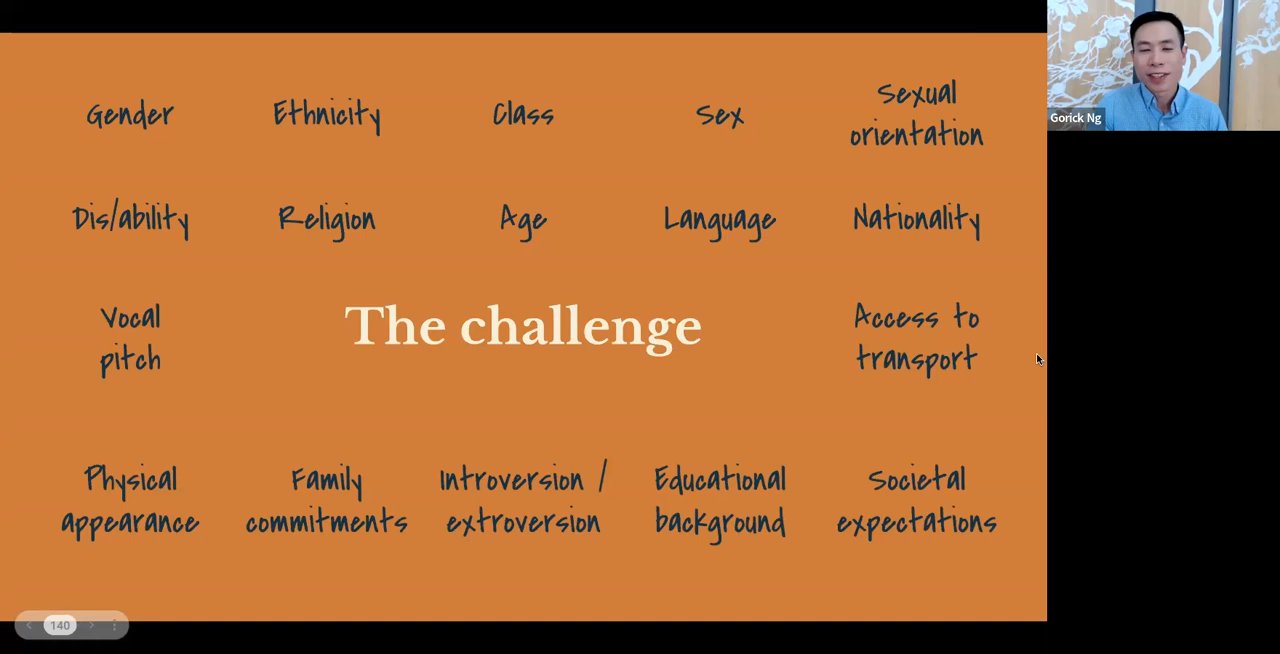 Gender
Ethnicity
Class
Sex
Sexual
orientation
Gorick Ng
Dis/ability
Religion
Age
Language
Nationality
Vocal
pitch
The challenge
Access to
transport
Physical
appearance
Family
commitments
Introversion /
extroversion
Educational
background
Societal
expectations
140